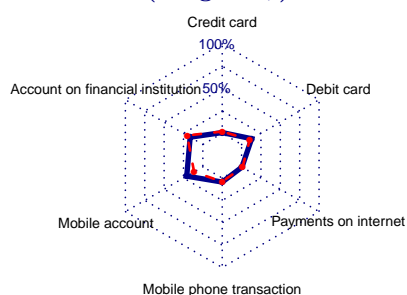 Credit card
100%
Account on financial institution
50%
Debit card
Mobile account
Payments on internet
Mobile phone transaction